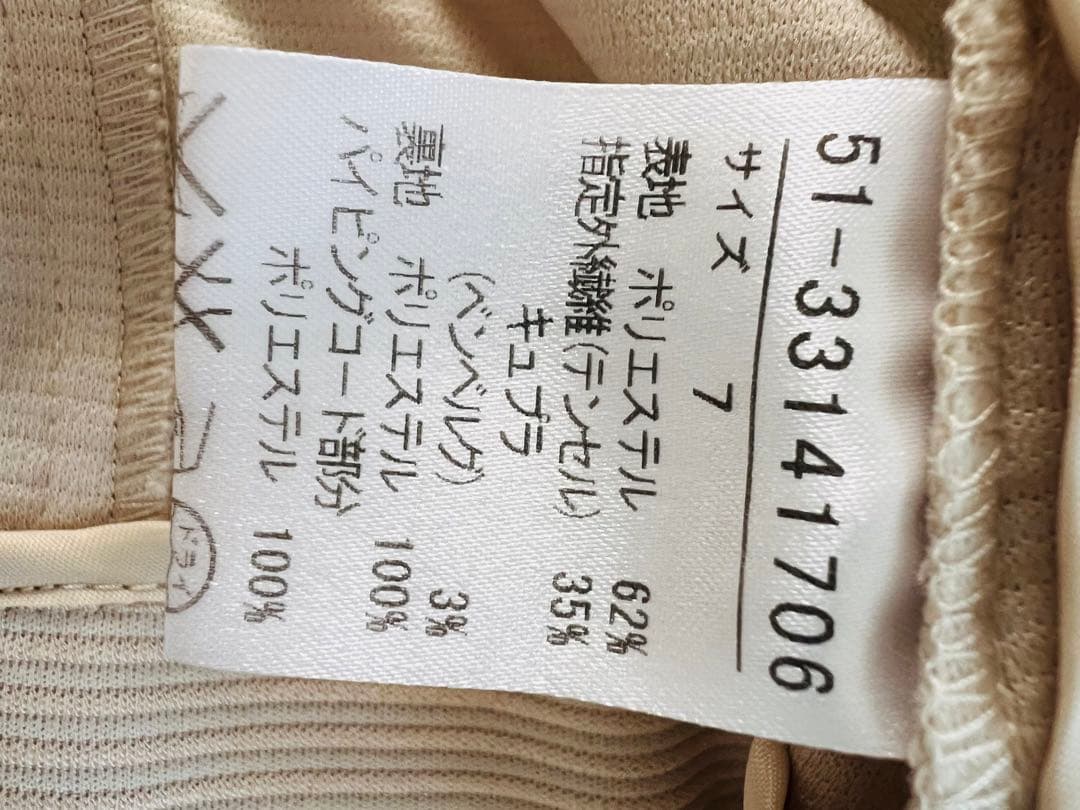 51-33141706
サイズ 7
表地 ポリエステル 62%
指定外繊維(テンセル) 35%
キュプラ
(ベンベルグ) 3%
裏地 ポリエステル 100%
パイピングコード部分
ポリエステル 100%
ドライ